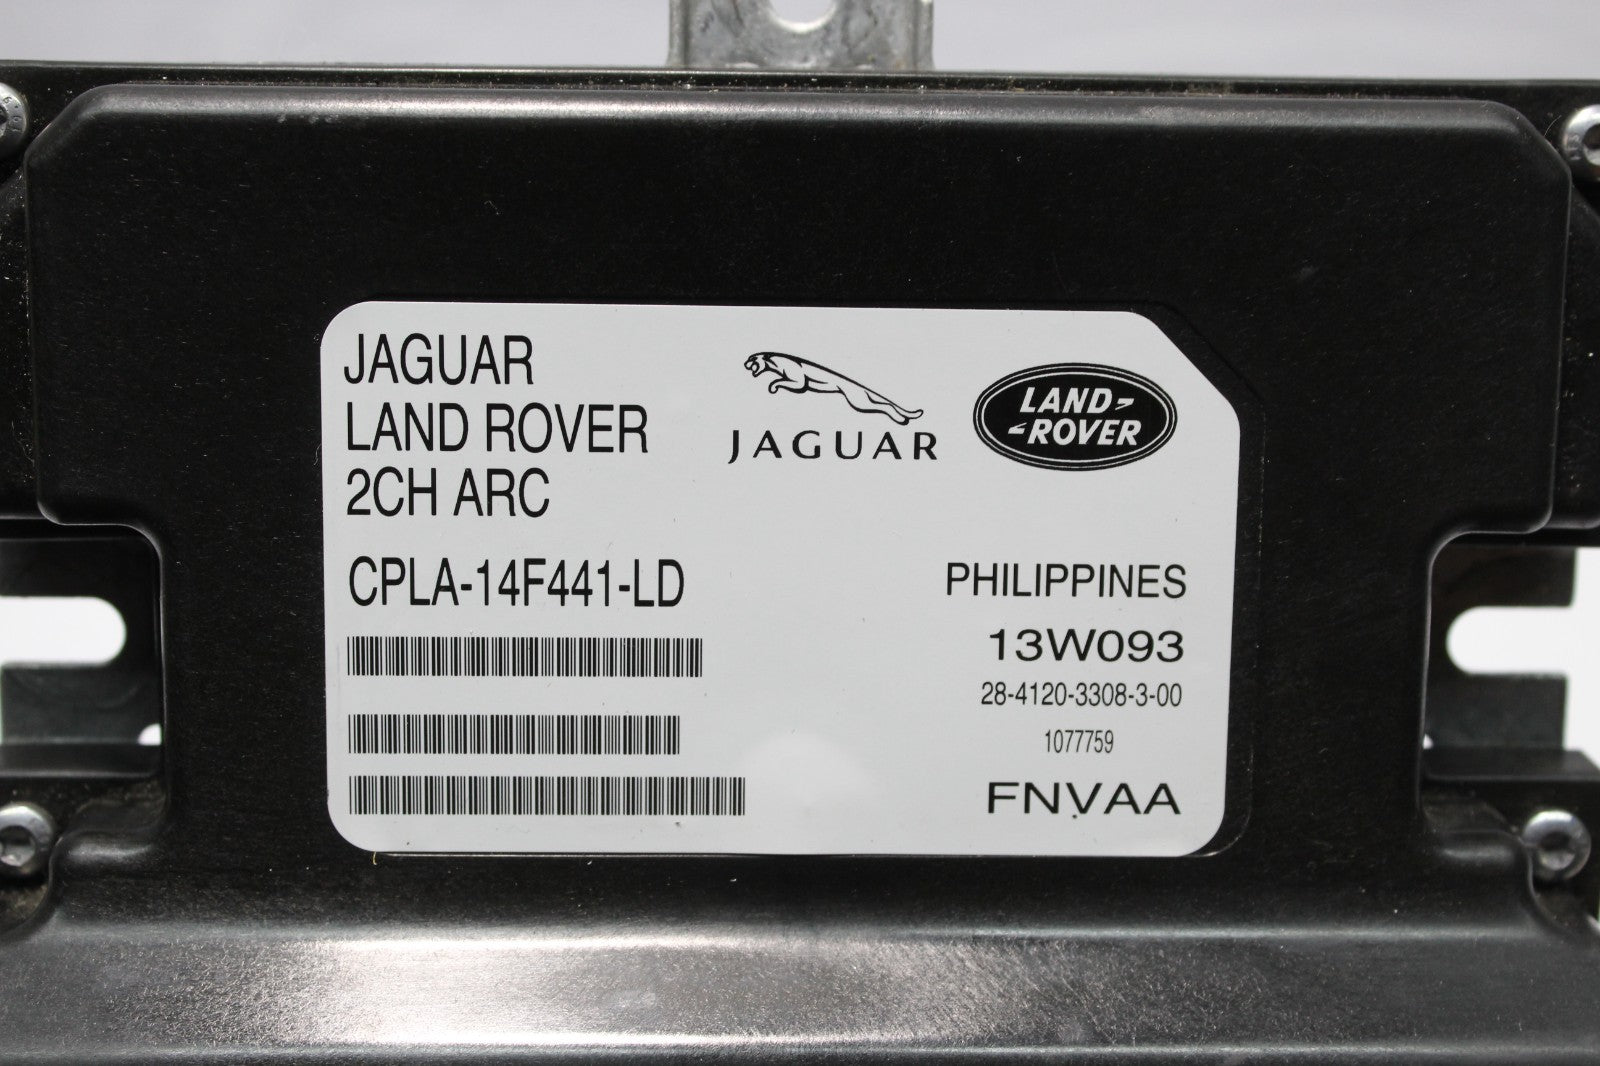 JAGUAR
LAND ROVER
2CH ARC
JAGUAR
LAND
ROVER
CPLA-14F441-LD
PHILIPPINES
13W093
28-4120-3308-3-00
1077759
FNVAA